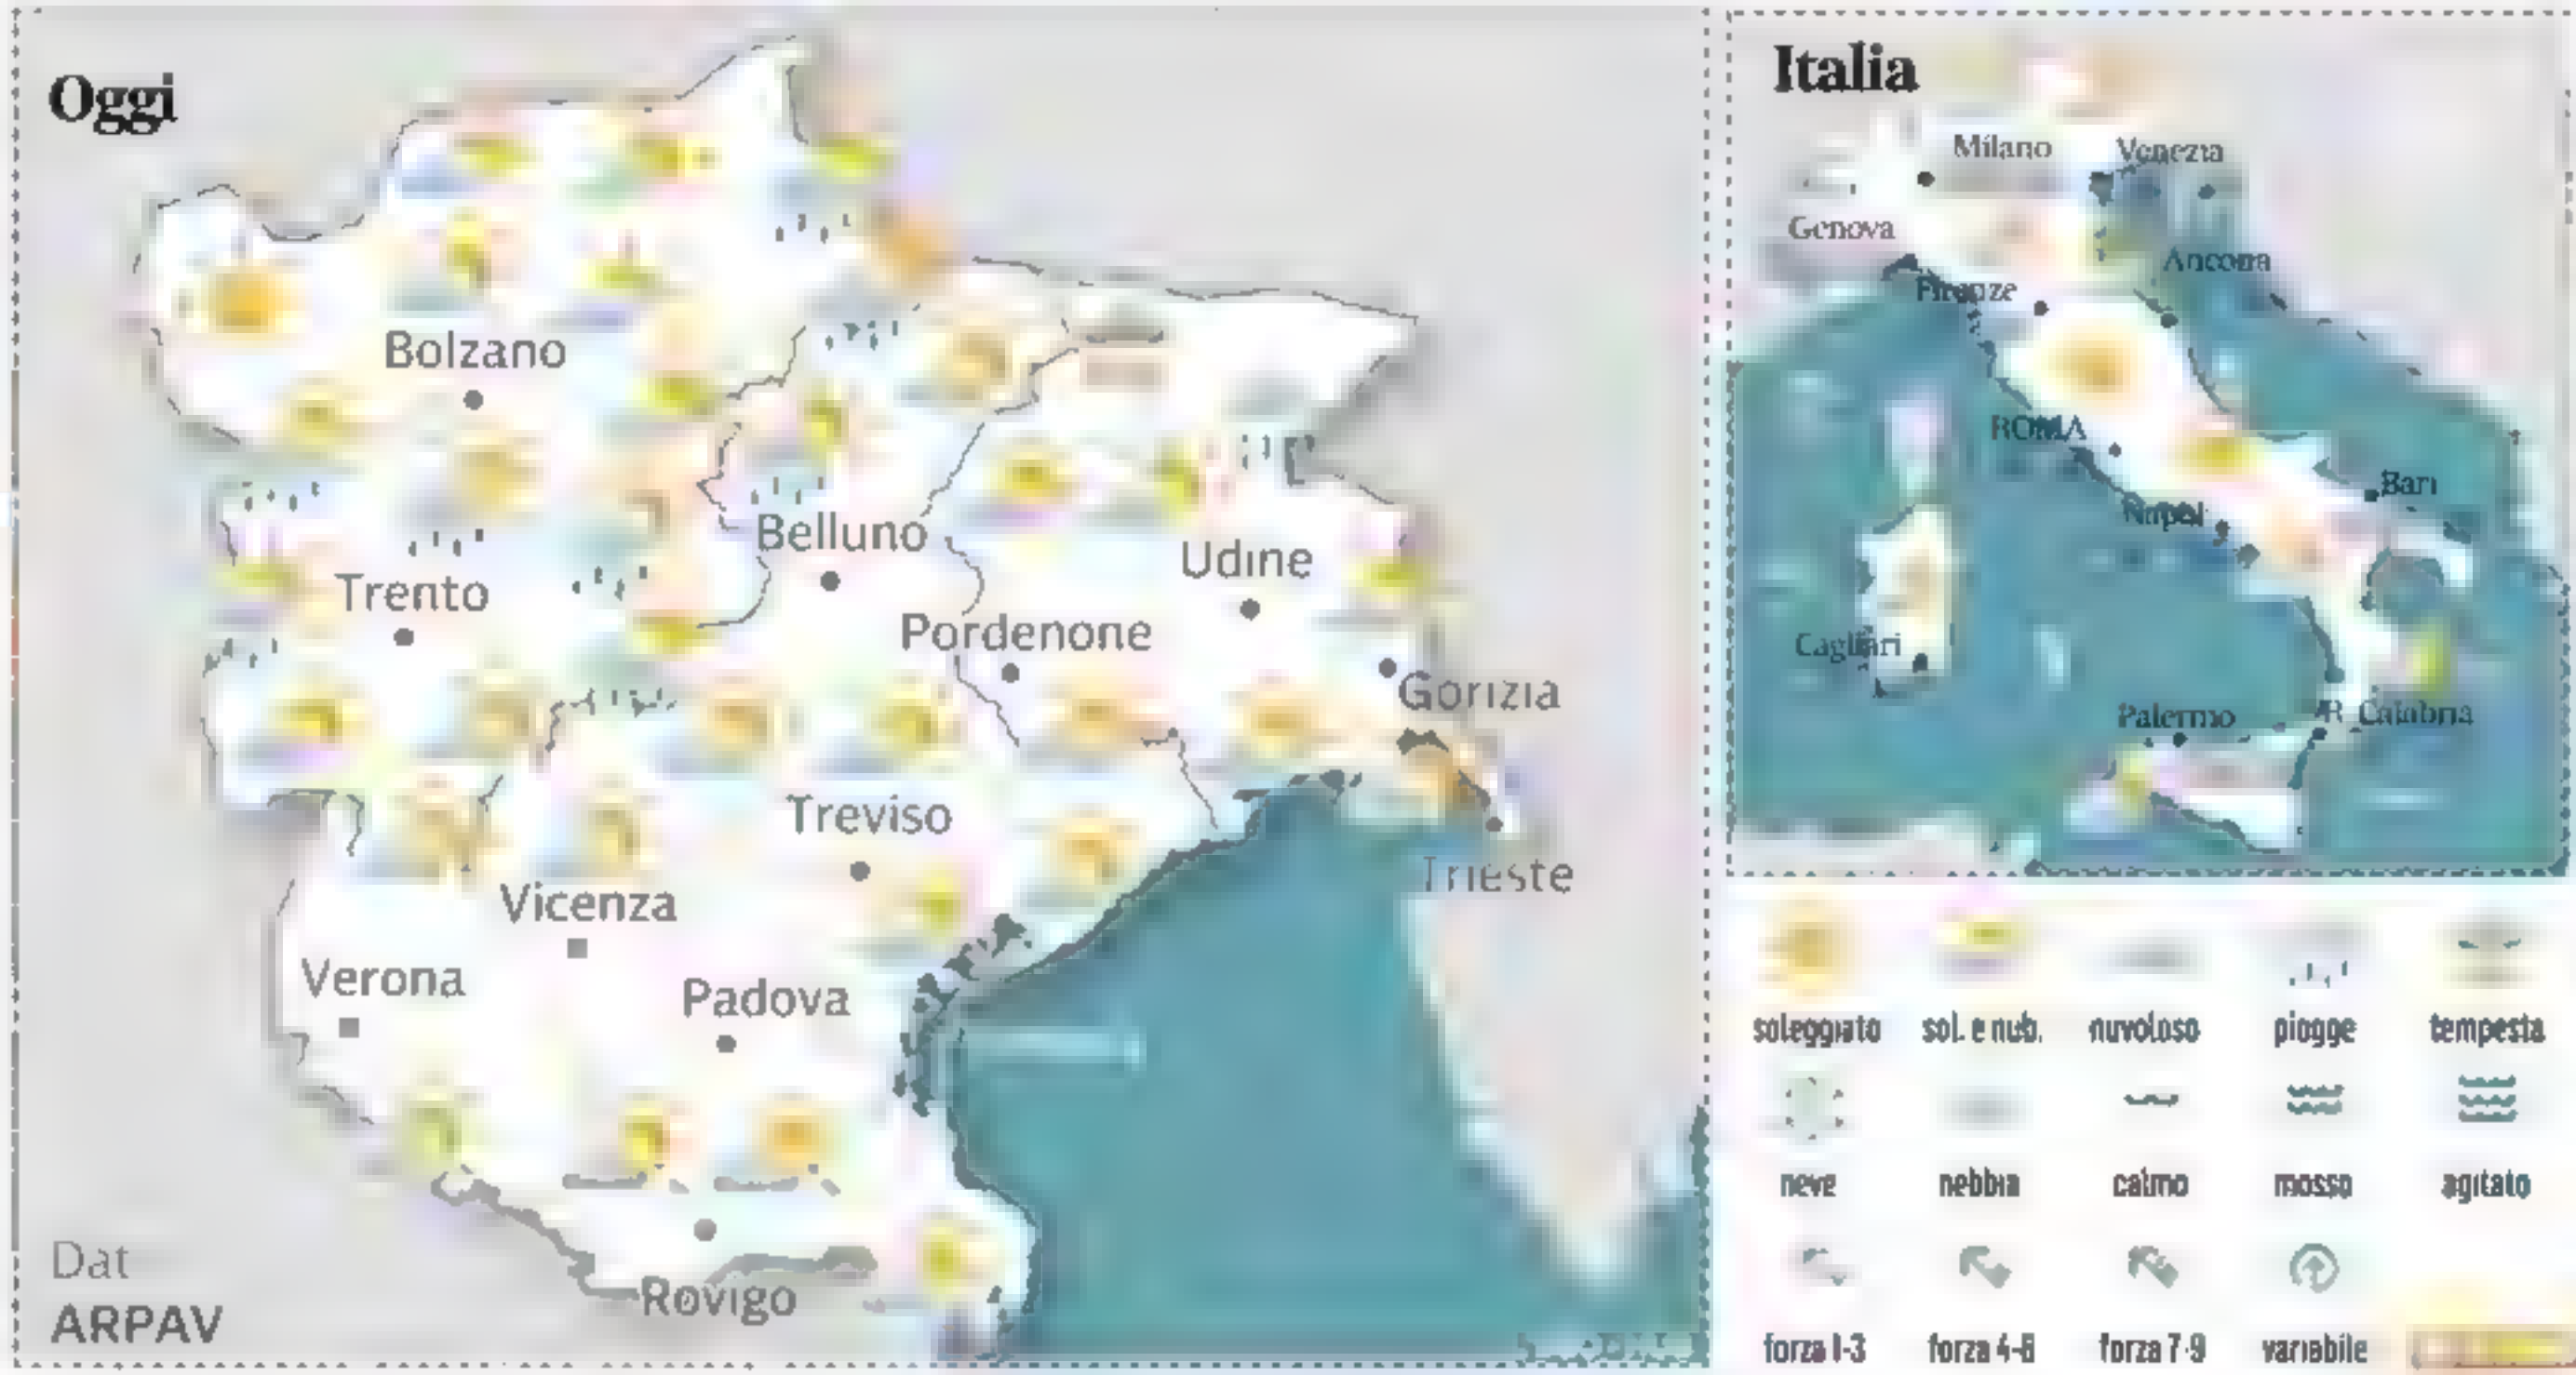 Oggi
Bolzano
Trento
Belluno
Udine
Pordenone
Gorizia
Treviso
Trieste
Vicenza
Verona
Padova
Rovigo
Dat
ARPAV
Italia
Milano
Venezia
Genova
Ancona
Firenze
ROMA
Bari
Napoli
Cagliari
Palermo
R. Calabria
soleggiato sol. e nub. nuvoloso piogge tempesta
neve nebbia calmo mosso agitato
forza 1-3 forza 4-6 forza 7-9 variabile